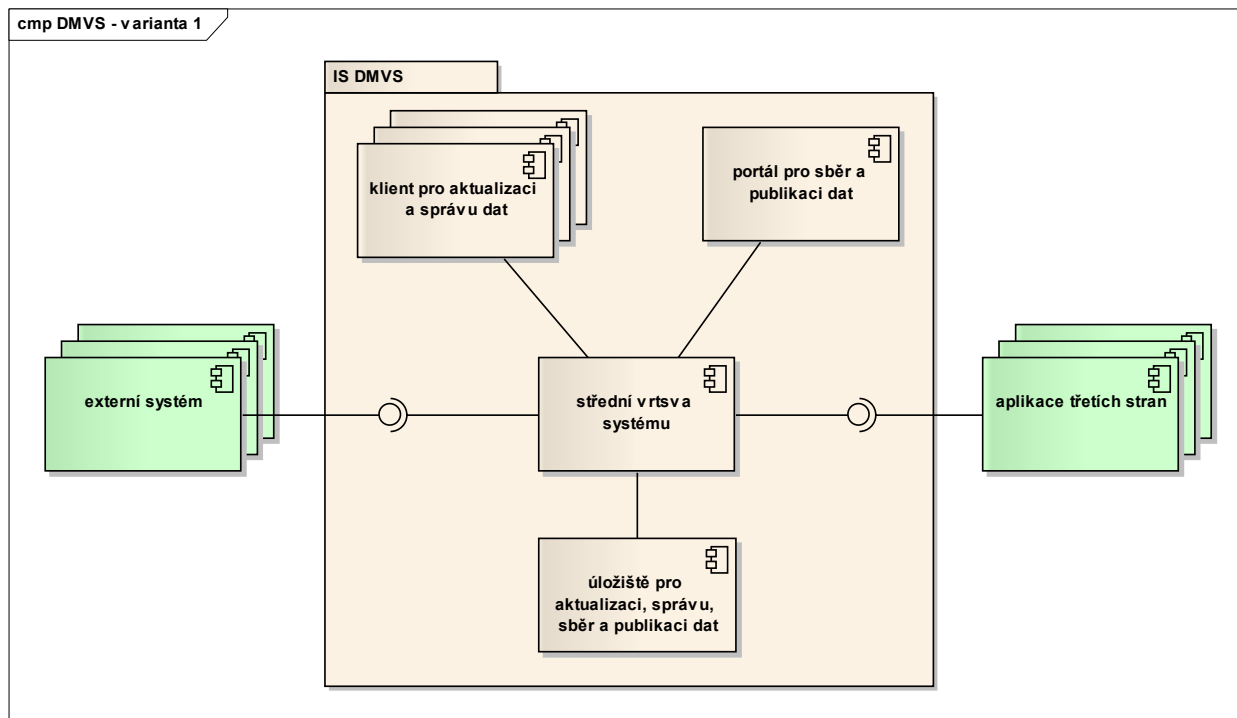 cmp DMVS - varianta 1
IS DMVS
klient pro aktualizaci
a správu dat
portál pro sběr a
publikaci dat
externí systém
střední vrtsva
systému
aplikace třetích stran
úložiště pro
aktualizaci, správu,
sběr a publikaci dat